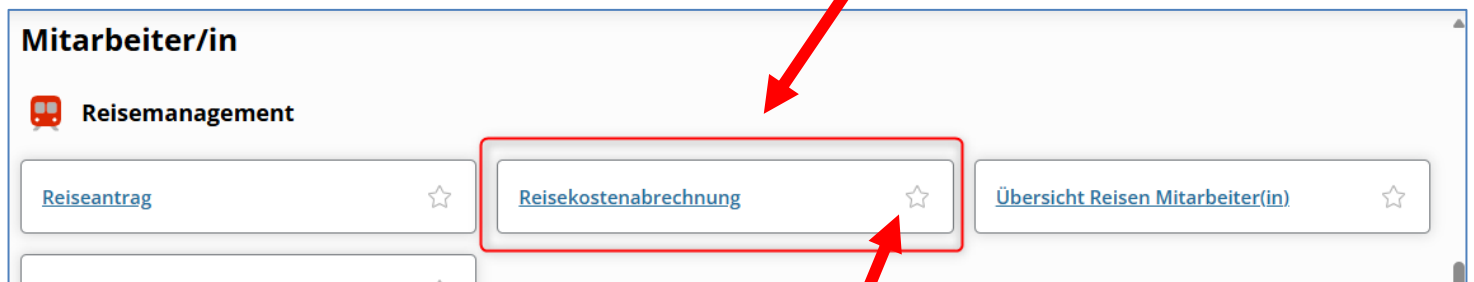 Mitarbeiter/in
Reisemanagement
Reiseantrag
Reisekostenabrechnung
Übersicht Reisen Mitarbeiter(in)